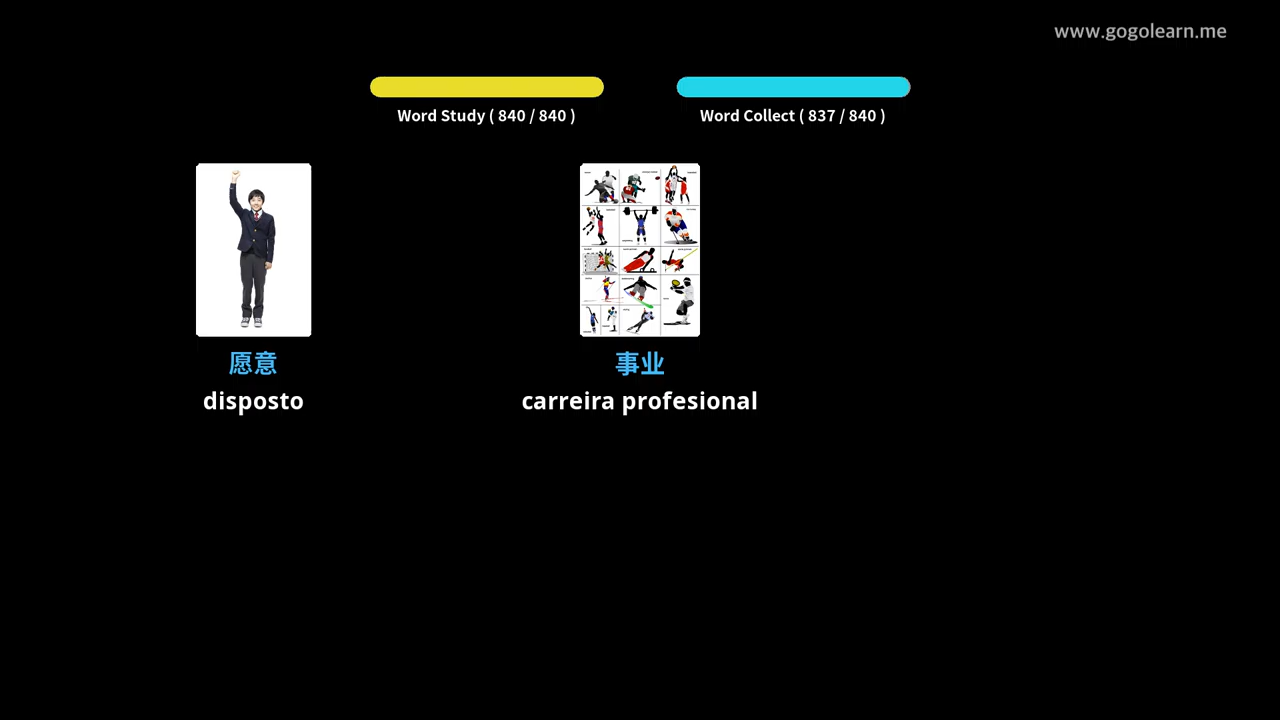 www.gogolearn.me
Word Study ( 840 / 840 )
Word Collect ( 837 / 840 )
愿意
事业
disposto
carreira profesional